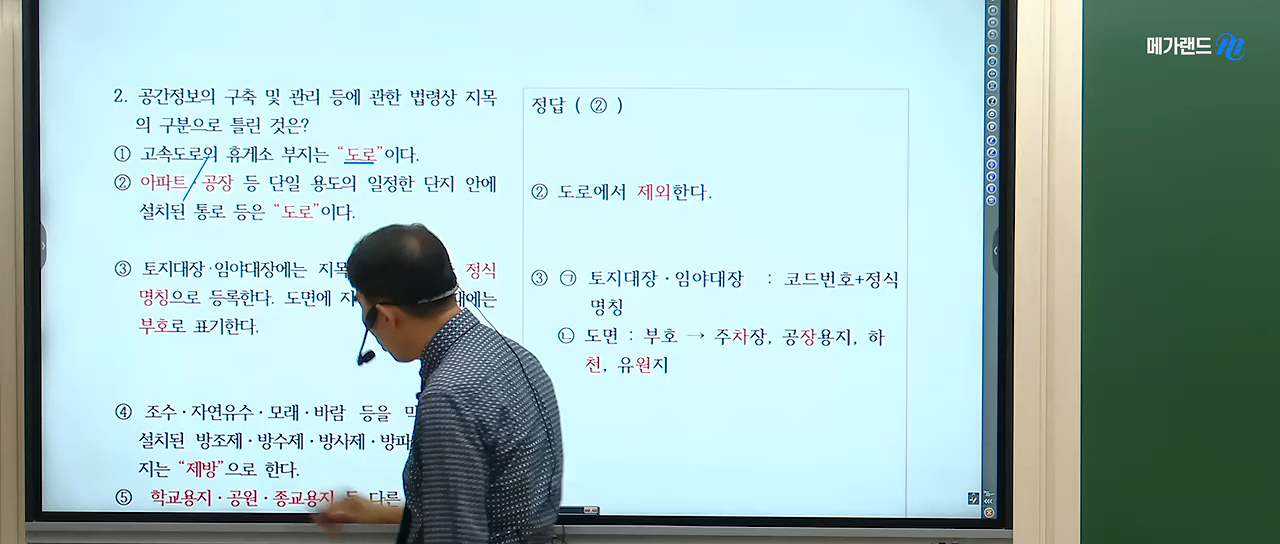 메가랜드
2. 공간정보의 구축 및 관리 등에 관한 법령상 지목
의 구분으로 틀린 것은?
① 고속도로의 휴게소 부지는 “도로”이다.
② 아파트·공장 등 단일 용도의 일정한 단지 안에
설치된 통로 등은 “도로”이다.
③ 토지대장·임야대장에는 지목 정식
명칭으로 등록한다. 도면에
부호로 표기한다.
④ 조수·자연유수·모래·바람 등을
설치된 방조제·방수제·방사제·
지는 “제방”으로 한다.
⑤ 학교용지·공원·종교용지 등 다른
정답 ( ② )
② 도로에서 제외한다.
③ ㉠ 토지대장·임야대장 : 코드번호+정식
명칭
㉡ 도면 : 부호 → 주차장, 공장용지, 하
천, 유원지